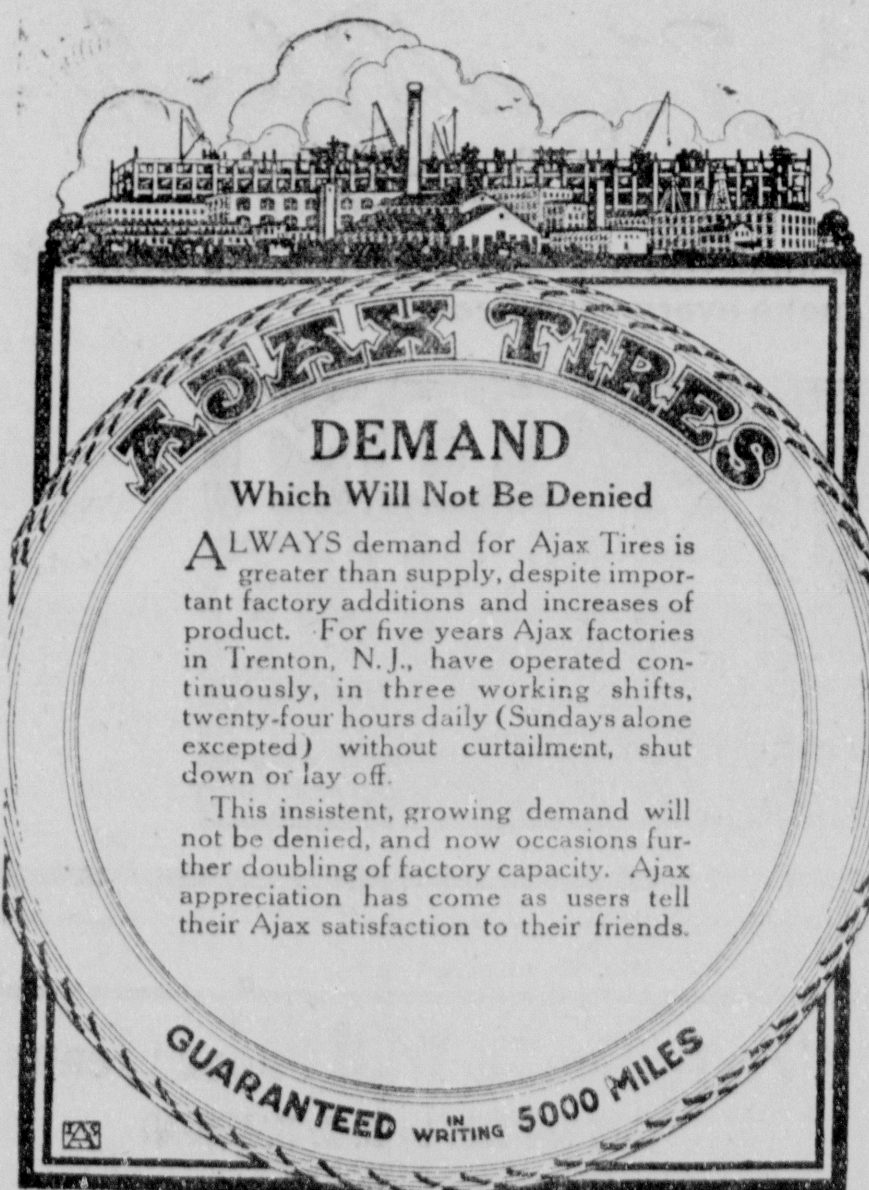 AJAX TIRES
DEMAND
Which Will Not Be Denied
ALWAYS demand for Ajax Tires is
greater than supply, despite impor-
tant factory additions and increases of
product. For five years Ajax factories
in Trenton, N.J., have operated con-
tinuously, in three working shifts,
twenty-four hours daily (Sundays alone
excepted) without curtailment, shut
down or lay off.
This insistent, growing demand will
not be denied, and now occasions fur-
ther doubling of factory capacity. Ajax
appreciation has come as users tell
their Ajax satisfaction to their friends.
GUARANTEED IN WRITING 5000 MILES